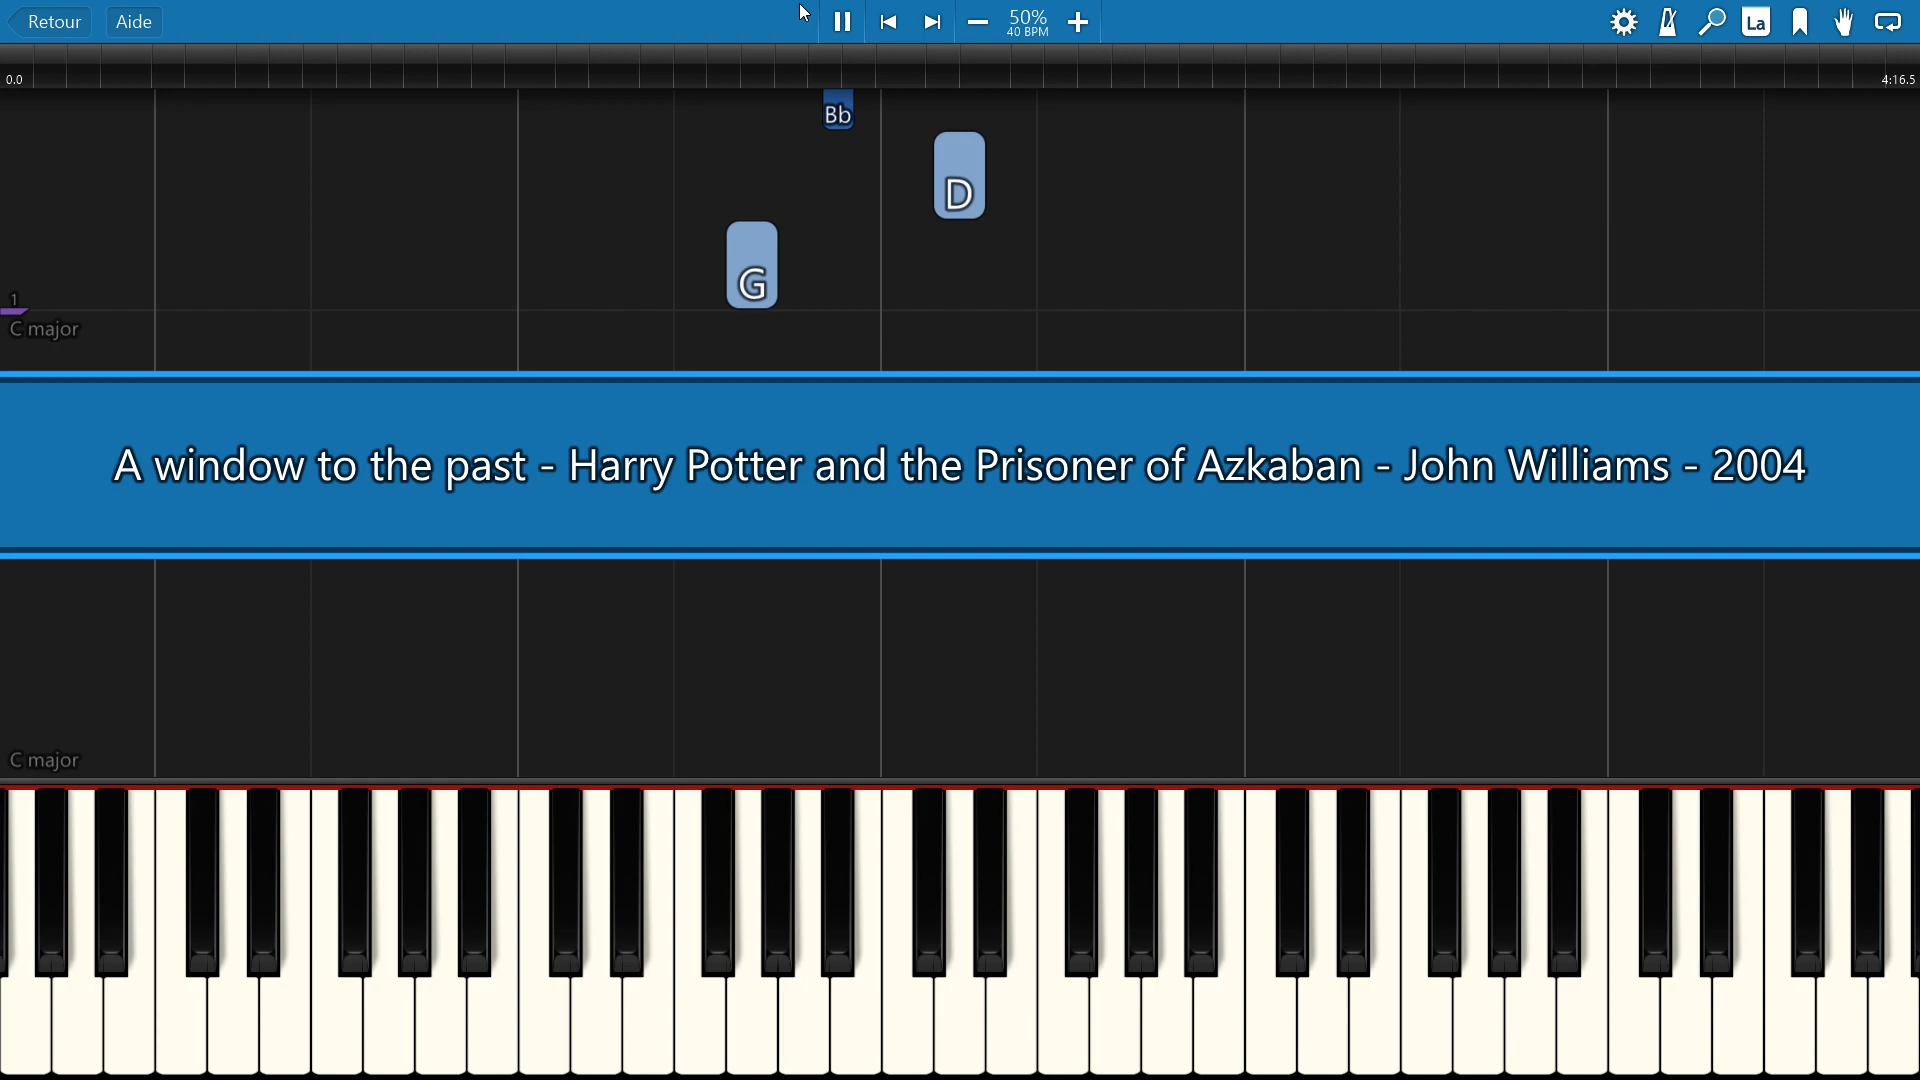 Retour
Aide
50%
40 BPM
La
0.0
4:16.5
Bb
D
G
1
C major
A window to the past - Harry Potter and the Prisoner of Azkaban - John Williams - 2004
C major